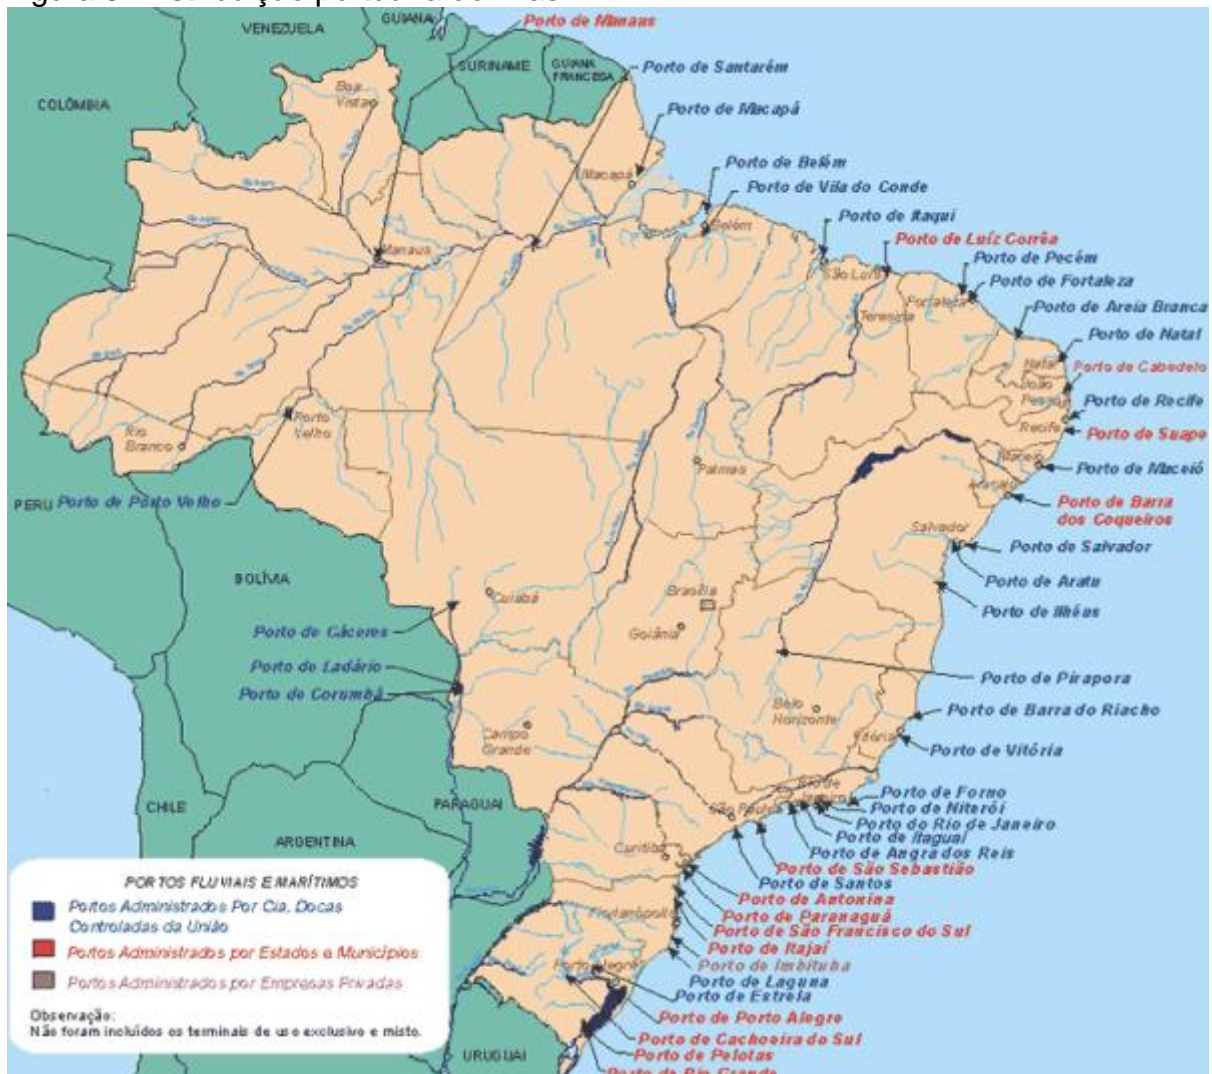 GUIANA
Porto de Manaus
VENEZUELA
SURINAME
GUIANA
FRANCESA
Porto de Santarém
COLÔMBIA
Boa
Vista
Porto de Macapá
Macapá
Porto de Belém
Porto de Vila do Conde
Belém
Porto de Itaqui
Manaus
Porto de Luíz Corrêa
São Luís
Porto de Pecém
Porto de Fortaleza
Fortaleza
Teresina
Porto de Areia Branca
Porto de Natal
Natal
Porto de Cabedelo
João
Pessoa
Porto de Recife
Porto
Velho
Recife
Porto de Suape
Rio
Branco
Maceió
Palmas
Porto de Maceió
Aracaju
PERU
Porto de Pôrto Velho
Porto de Barra
dos Coqueiros
Salvador
Porto de Salvador
BOLÍVIA
Porto de Aratu
Cuiabá
Brasília
Porto de Ilhéus
Goiânia
Porto de Cáceres
Porto de Ladário
Porto de Corumbá
Porto de Pirapora
Belo
Horizonte
Porto de Barra do Riacho
Campo
Grande
Vitória
Porto de Vitória
CHILE
PARAGUAI
Rio de
Janeiro
São Paulo
Porto de Forno
Porto de Niterói
Porto do Rio de Janeiro
Porto de Itaguaí
ARGENTINA
Curitiba
Porto de Angra dos Reis
Porto de São Sebastião
Porto de Santos
Porto de Antonina
Florianópolis
Porto de Paranaguá
Porto de São Francisco do Sul
Porto de Itajaí
Porto Alegre
Porto de Imbituba
Porto de Laguna
Porto de Estrela
Porto de Porto Alegre
Porto de Cachoeira do Sul
Porto de Pelotas
URUGUAI
Porto de Rio Grande
PORTOS FLUVIAIS E MARÍTIMOS
Portos Administrados Por Cia. Docas
Controladas da União
Portos Administrados por Estados e Municípios
Portos Administrados por Empresas Privadas
Observação:
Não foram incluídos os terminais de uso exclusivo e misto.